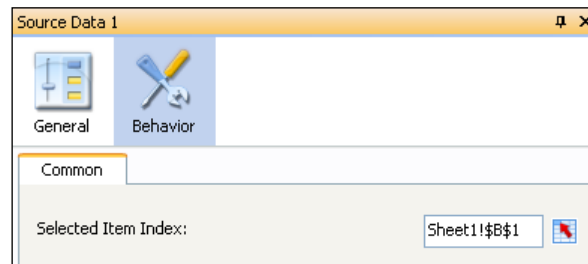 Source Data 1
General
Behavior
Common
Selected Item Index:
Sheet1!$B$1